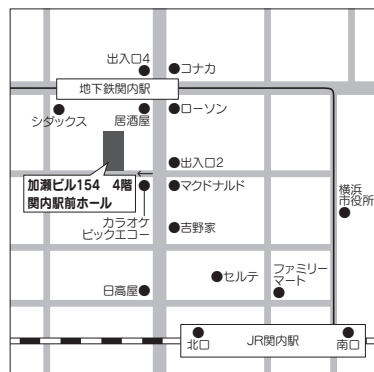 出入口4
コナカ
地下鉄関内駅
シダックス
居酒屋
ローソン
出入口2
加瀬ビル154 4階
関内駅前ホール
マクドナルド
横浜
市役所
カラオケ
ビックエコー
吉野家
セルテ
ファミリー
マート
日高屋
北口
JR関内駅
南口